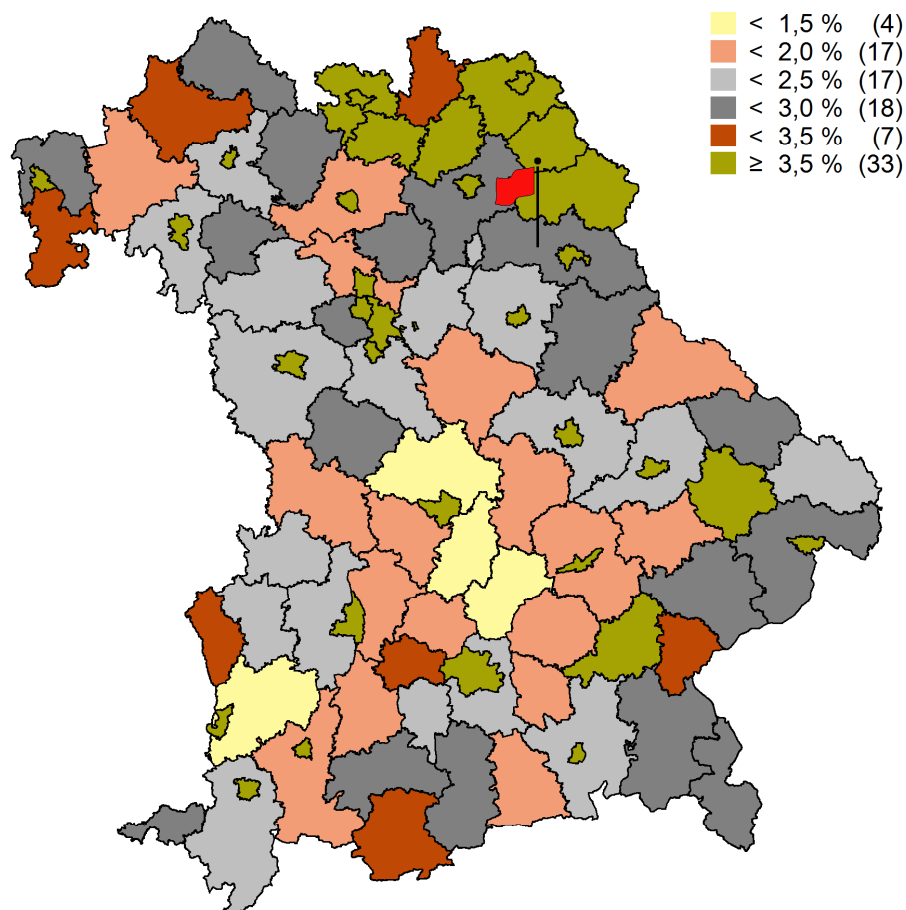 < 1,5 % (4)
< 2,0 % (17)
< 2,5 % (17)
< 3,0 % (18)
< 3,5 % (7)
≥ 3,5 % (33)